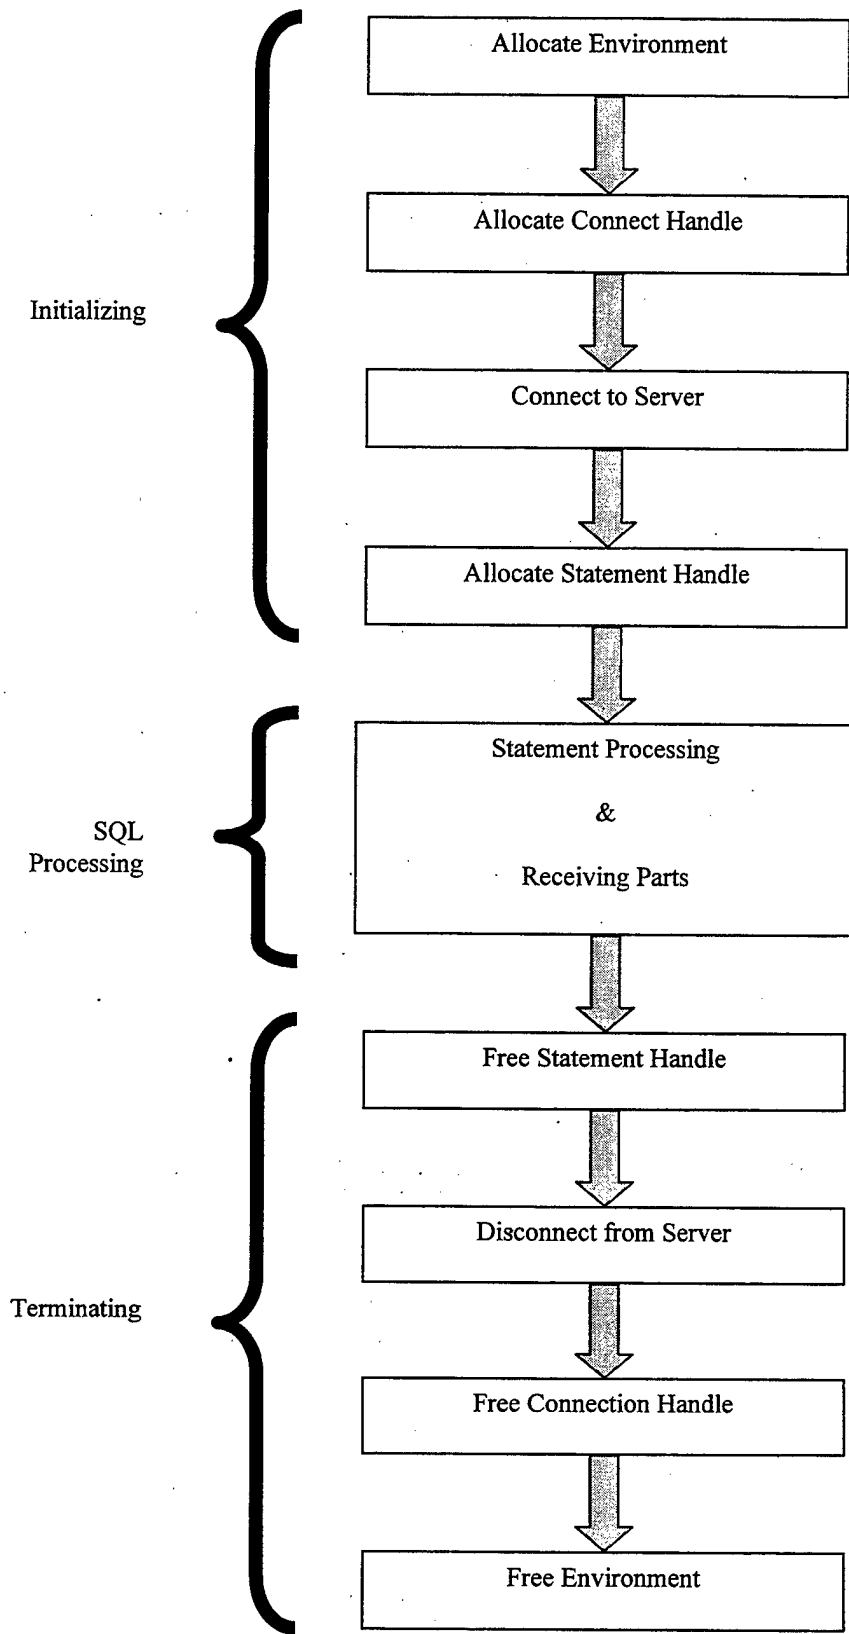 Allocate Environment
Allocate Connect Handle
Initializing
Connect to Server
Allocate Statement Handle
Statement Processing
&
Receiving Parts
SQL
Processing
Free Statement Handle
Disconnect from Server
Terminating
Free Connection Handle
Free Environment